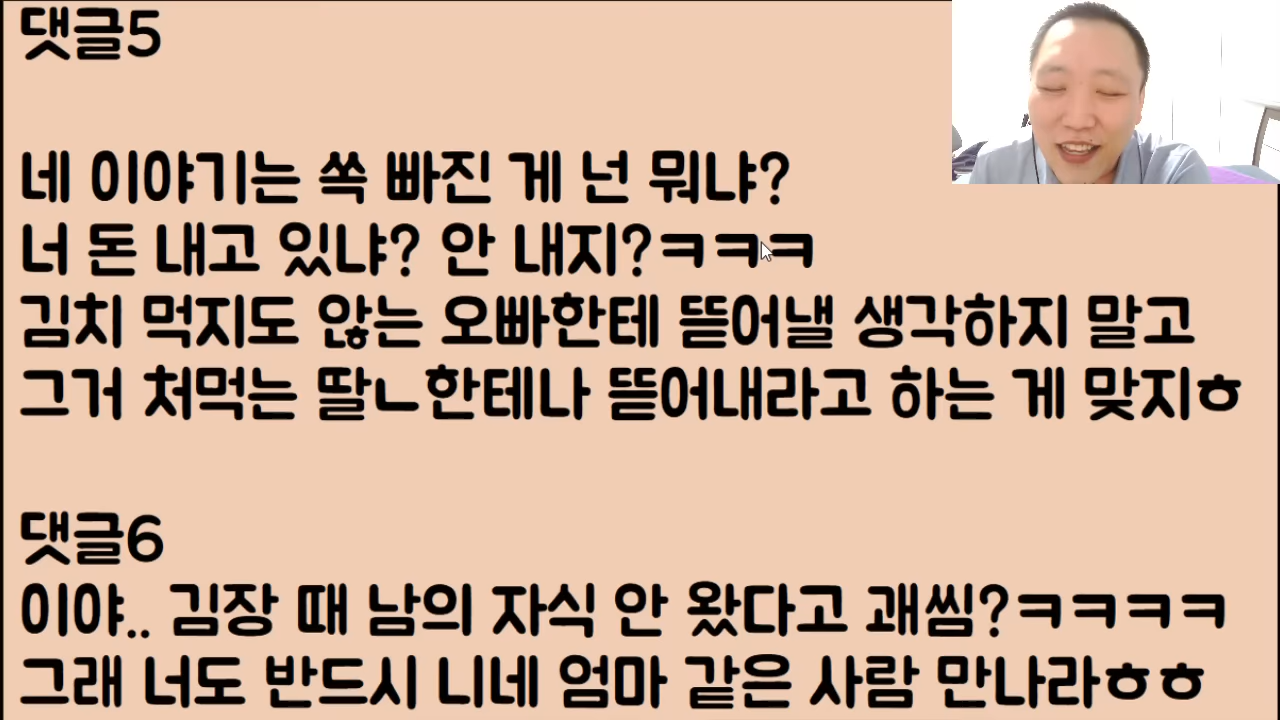 댓글5
네 이야기는 쏙 빠진 게 넌 뭐냐?
너 돈 내고 있냐? 안 내지?ㅋㅋㅋ
김치 먹지도 않는 오빠한테 뜯어낼 생각하지 말고
그거 처먹는 딸ㄴ한테나 뜯어내라고 하는 게 맞지ㅎ
댓글6
이야.. 김장 때 남의 자식 안 왔다고 괘씸?ㅋㅋㅋㅋ
그래 너도 반드시 니네 엄마 같은 사람 만나라ㅎㅎ